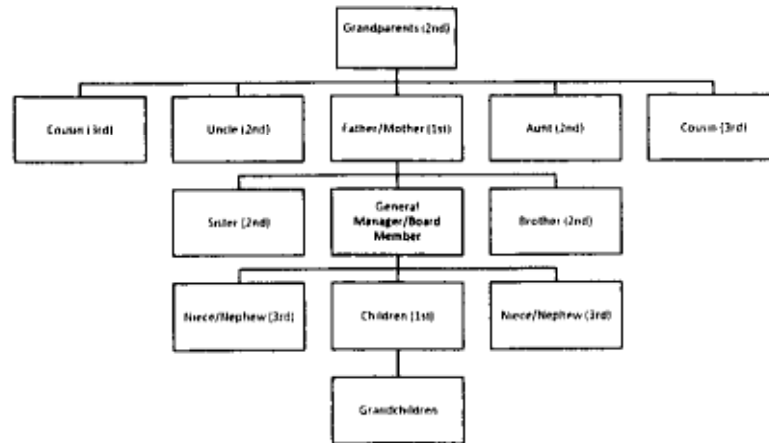 Grandparents (2nd)
Cousin (3rd)
Uncle (2nd)
Father/Mother (1st)
Aunt (2nd)
Cousin (3rd)
Sister (2nd)
General
Manager/Board
Member
Brother (2nd)
Niece/Nephew (3rd)
Children (1st)
Niece/Nephew (3rd)
Grandchildren